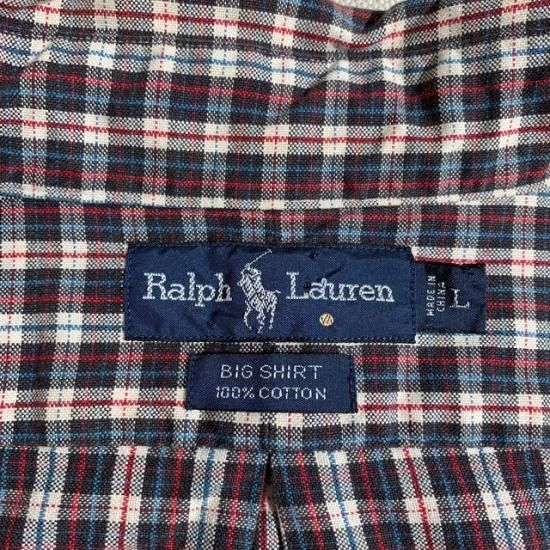 Ralph Lauren
MADE IN
CHINA
L
BIG SHIRT
100% COTTON